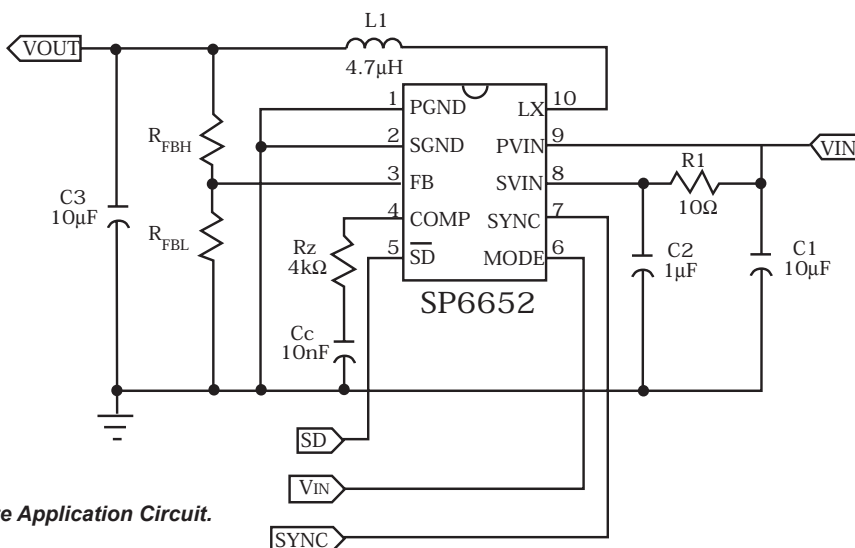 VOUT
L1
4.7µH
1
PGND
LX
10
2
SGND
PVIN
9
VIN
3
FB
SVIN
8
R1
10Ω
4
COMP
SYNC
7
5
SD
MODE
6
SP6652
RFBH
RFBL
C3
10µF
Rz
4kΩ
Cc
10nF
C2
1µF
C1
10µF
SD
VIN
SYNC
Application Circuit.